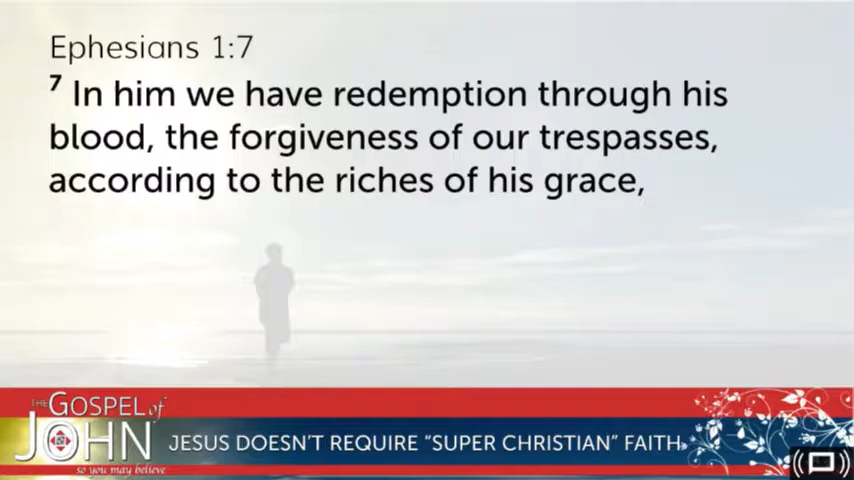 Ephesians 1:7
7 In him we have redemption through his
blood, the forgiveness of our trespasses,
according to the riches of his grace,
THE GOSPEL of
JOHN
so you may believe
JESUS DOESN'T REQUIRE “SUPER CHRISTIAN” FAITH